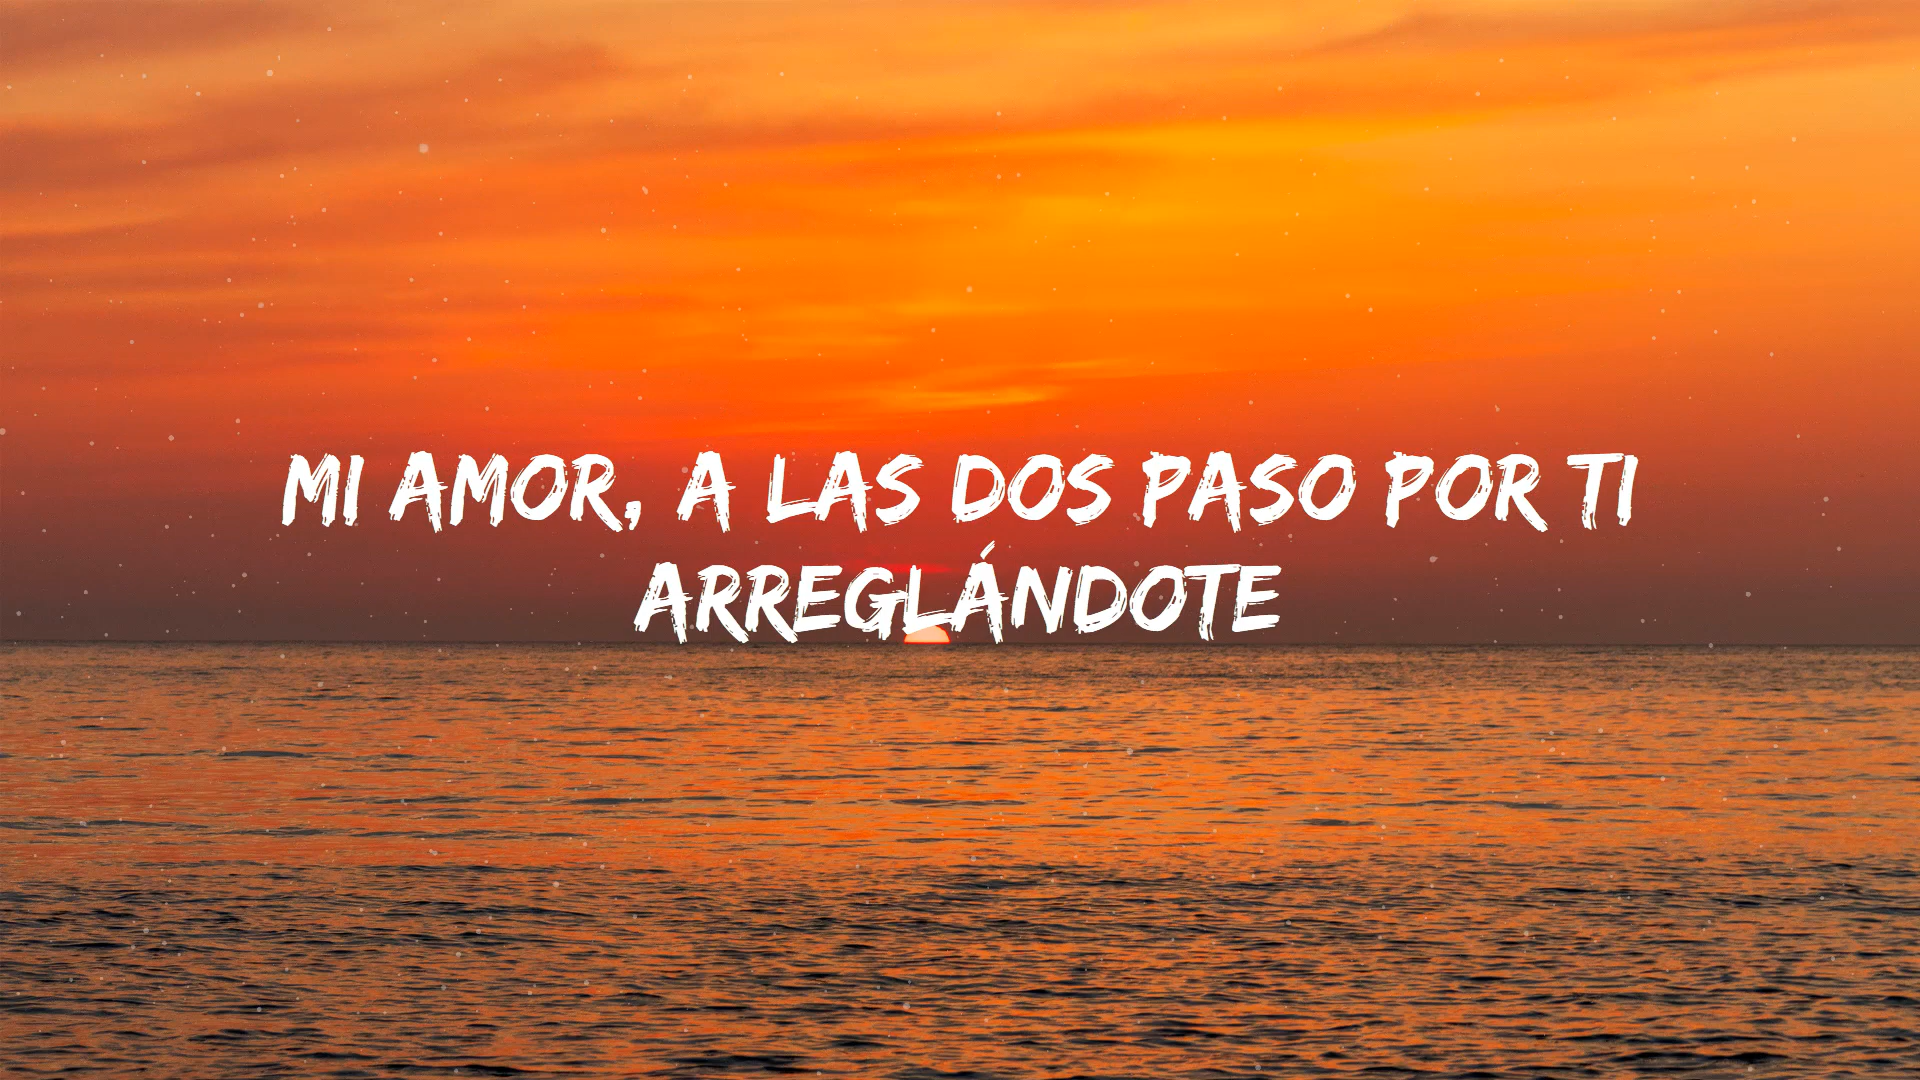 MI AMOR, A LAS DOS PASO POR TI
ARREGLÁNDOTE